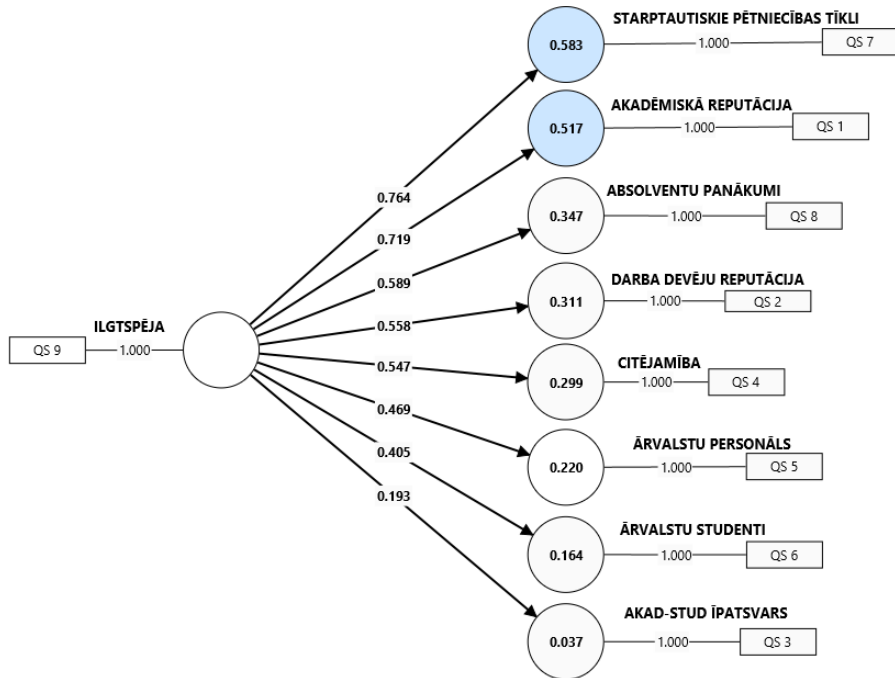 STARPTAUTISKIE PĒTNIECĪBAS TĪKLI
0.583
1.000
QS 7
AKADĒMISKĀ REPUTĀCIJA
0.517
1.000
QS 1
0.764
ABSOLVENTU PANĀKUMI
0.347
1.000
QS 8
0.719
0.589
DARBA DEVĒJU REPUTĀCIJA
0.311
1.000
QS 2
ILGTSPĒJA
QS 9
1.000
0.558
0.547
CITĒJAMĪBA
0.299
1.000
QS 4
0.469
ĀRVALSTU PERSONĀLS
0.220
1.000
QS 5
0.405
0.193
ĀRVALSTU STUDENTI
0.164
1.000
QS 6
AKAD-STUD ĪPATSVARS
0.037
1.000
QS 3